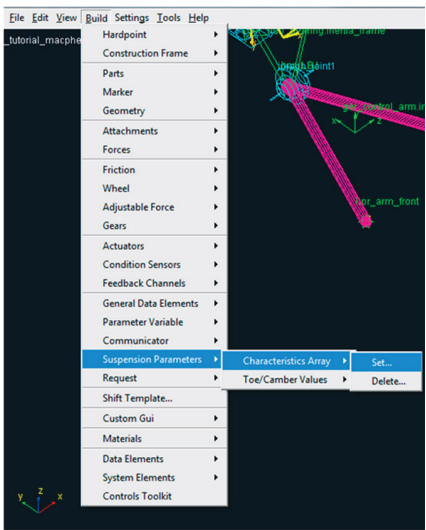 File Edit View Build Settings Tools Help
_tutorial_macphe
Hardpoint
Construction Frame
Parts
Marker
Geometry
Attachments
Forces
Friction
Wheel
Adjustable Force
Gears
Actuators
Condition Sensors
Feedback Channels
General Data Elements
Parameter Variable
Communicator
Suspension Parameters
Characteristics Array
Set...
Toe/Camber Values
Delete...
Request
Shift Template...
Custom Gui
Materials
Data Elements
System Elements
Controls Toolkit
x
z
y z x